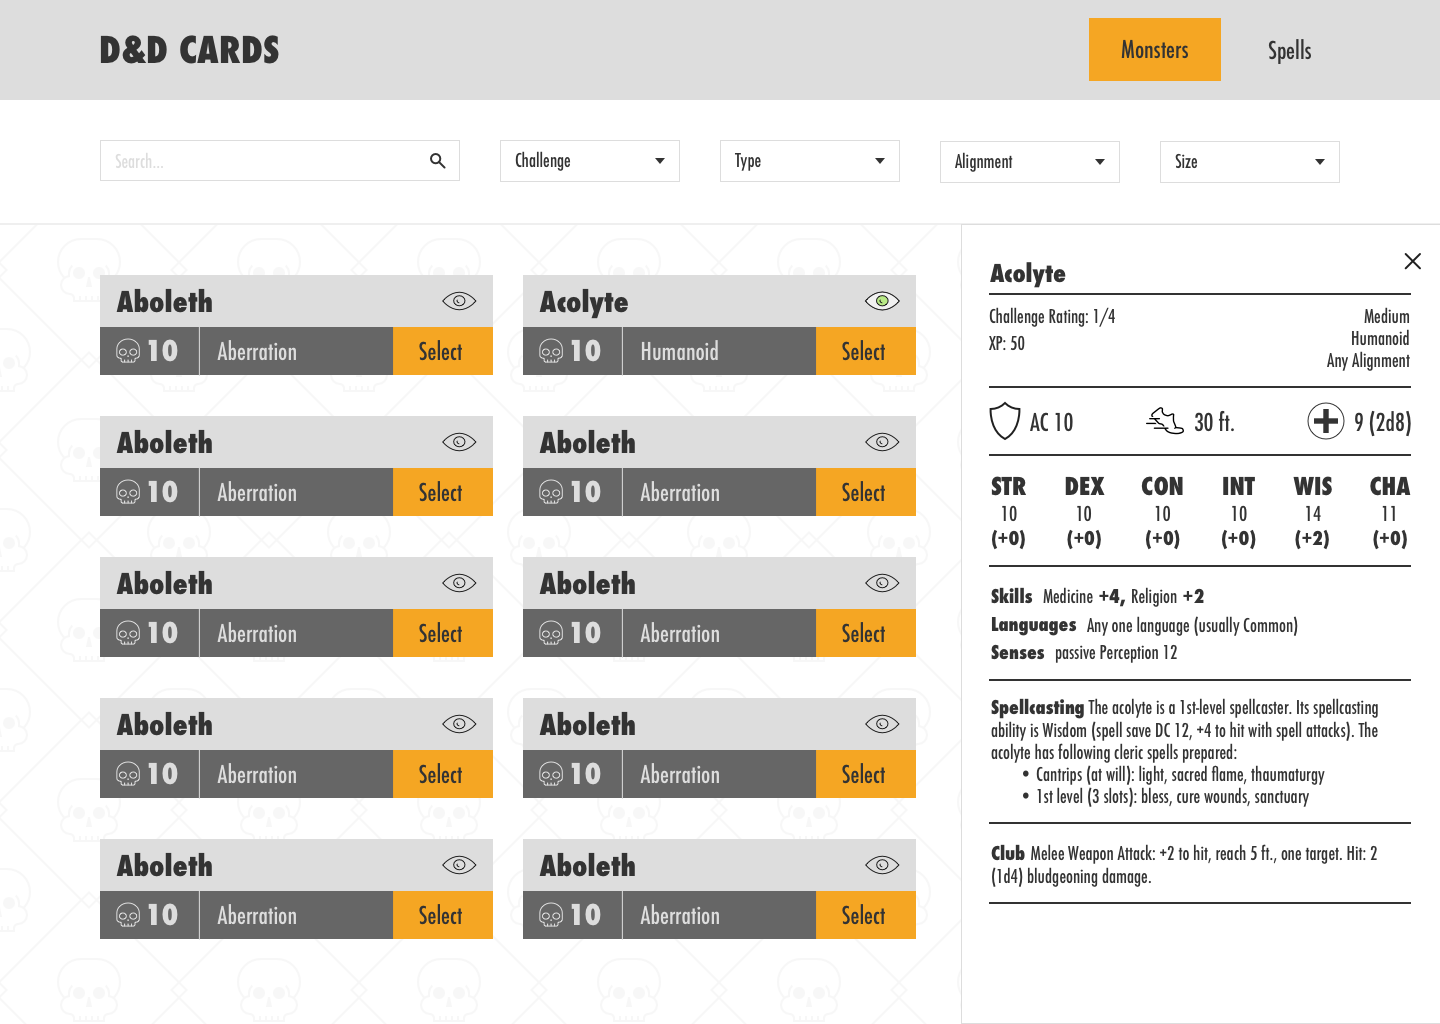 D&D CARDS
Monsters
Spells
Search...
Challenge
Type
Alignment
Size
Aboleth
10
Aberration
Select
Acolyte
10
Humanoid
Select
Aboleth
10
Aberration
Select
Aboleth
10
Aberration
Select
Aboleth
10
Aberration
Select
Aboleth
10
Aberration
Select
Aboleth
10
Aberration
Select
Aboleth
10
Aberration
Select
Aboleth
10
Aberration
Select
Aboleth
10
Aberration
Select
Acolyte
Challenge Rating: 1/4
XP: 50
Medium
Humanoid
Any Alignment
AC 10
30 ft.
9 (2d8)
STR DEX CON INT WIS CHA
10 10 10 10 14 11
(+0) (+0) (+0) (+0) (+2) (+0)
Skills Medicine +4, Religion +2
Languages Any one language (usually Common)
Senses passive Perception 12
Spellcasting The acolyte is a 1st-level spellcaster. Its spellcasting
ability is Wisdom (spell save DC 12, +4 to hit with spell attacks). The
acolyte has following cleric spells prepared:
• Cantrips (at will): light, sacred flame, thaumaturgy
• 1st level (3 slots): bless, cure wounds, sanctuary
Club Melee Weapon Attack: +2 to hit, reach 5 ft., one target. Hit: 2
(1d4) bludgeoning damage.